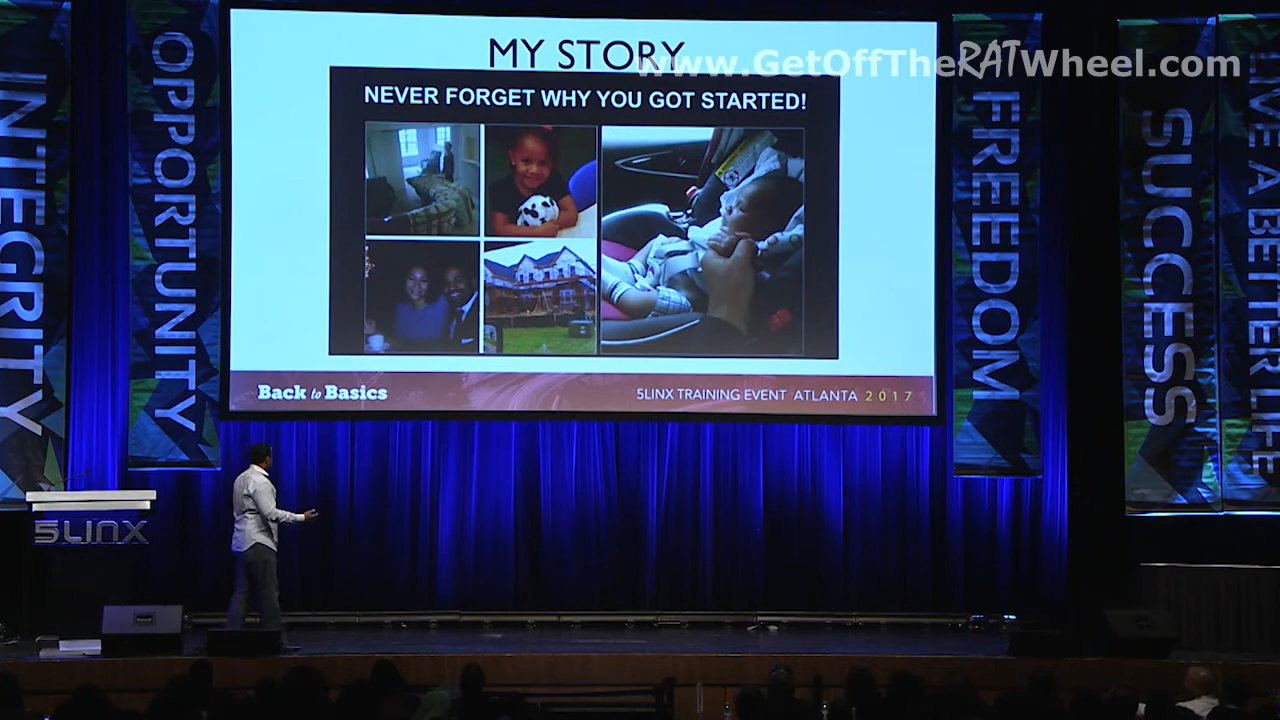 MY STORY
www.GetOffTheRATWheel.com
NEVER FORGET WHY YOU GOT STARTED!
Back to Basics
5LINX TRAINING EVENT ATLANTA 2017
INTEGRITY
OPPORTUNITY
FREEDOM
SUCCESS
LIVE A BETTER LIFE
5LINX